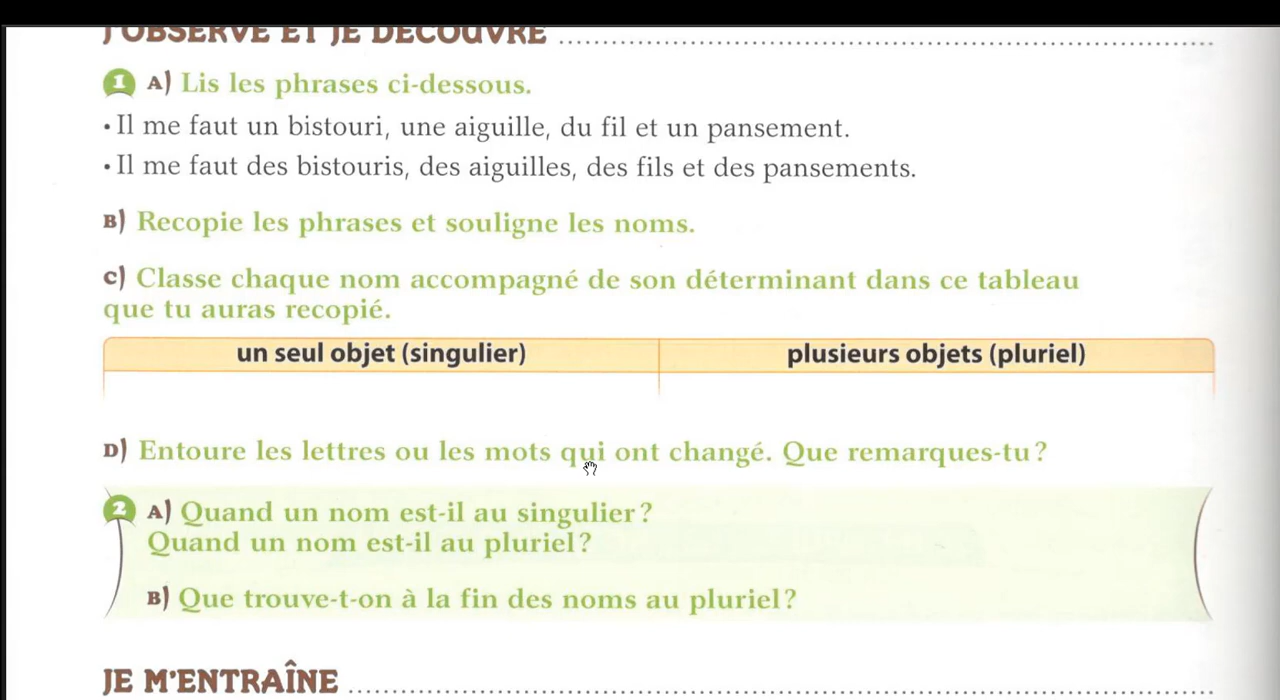 J'OBSERVE ET JE DÉCOUVRE
1 A) Lis les phrases ci-dessous.
• Il me faut un bistouri, une aiguille, du fil et un pansement.
• Il me faut des bistouris, des aiguilles, des fils et des pansements.
B) Recopie les phrases et souligne les noms.
C) Classe chaque nom accompagné de son déterminant dans ce tableau
que tu auras recopié.
un seul objet (singulier) plusieurs objets (pluriel)
D) Entoure les lettres ou les mots qui ont changé. Que remarques-tu ?
2 A) Quand un nom est-il au singulier ?
Quand un nom est-il au pluriel ?
B) Que trouve-t-on à la fin des noms au pluriel ?
JE M'ENTRAÎNE